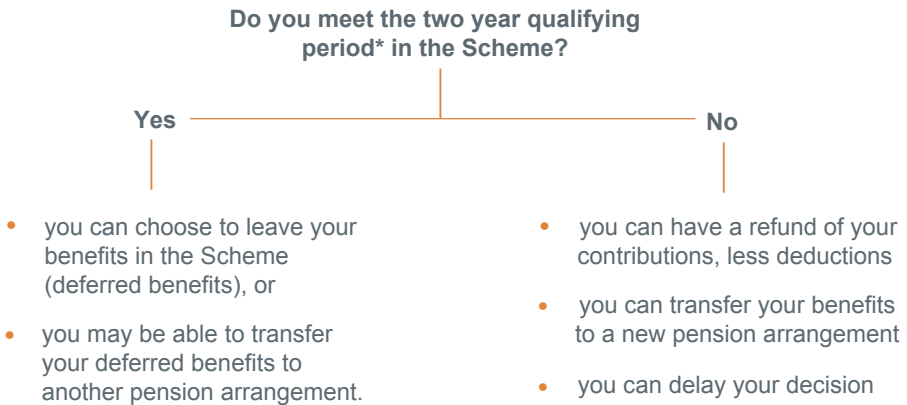 Do you meet the two year qualifying
period* in the Scheme?
Yes
No
• you can choose to leave your
benefits in the Scheme
(deferred benefits), or
• you may be able to transfer
your deferred benefits to
another pension arrangement.
• you can have a refund of your
contributions, less deductions
• you can transfer your benefits
to a new pension arrangement
• you can delay your decision